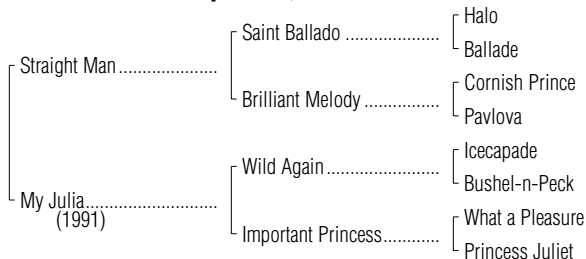 Halo
Saint Ballado ..................
Ballade
Straight Man ...................
Cornish Prince
Brilliant Melody ..............
Pavlova
Icecapade
Wild Again ......................
Bushel-n-Peck
My Julia .........................
(1991)
What a Pleasure
Important Princess ...........
Princess Juliet